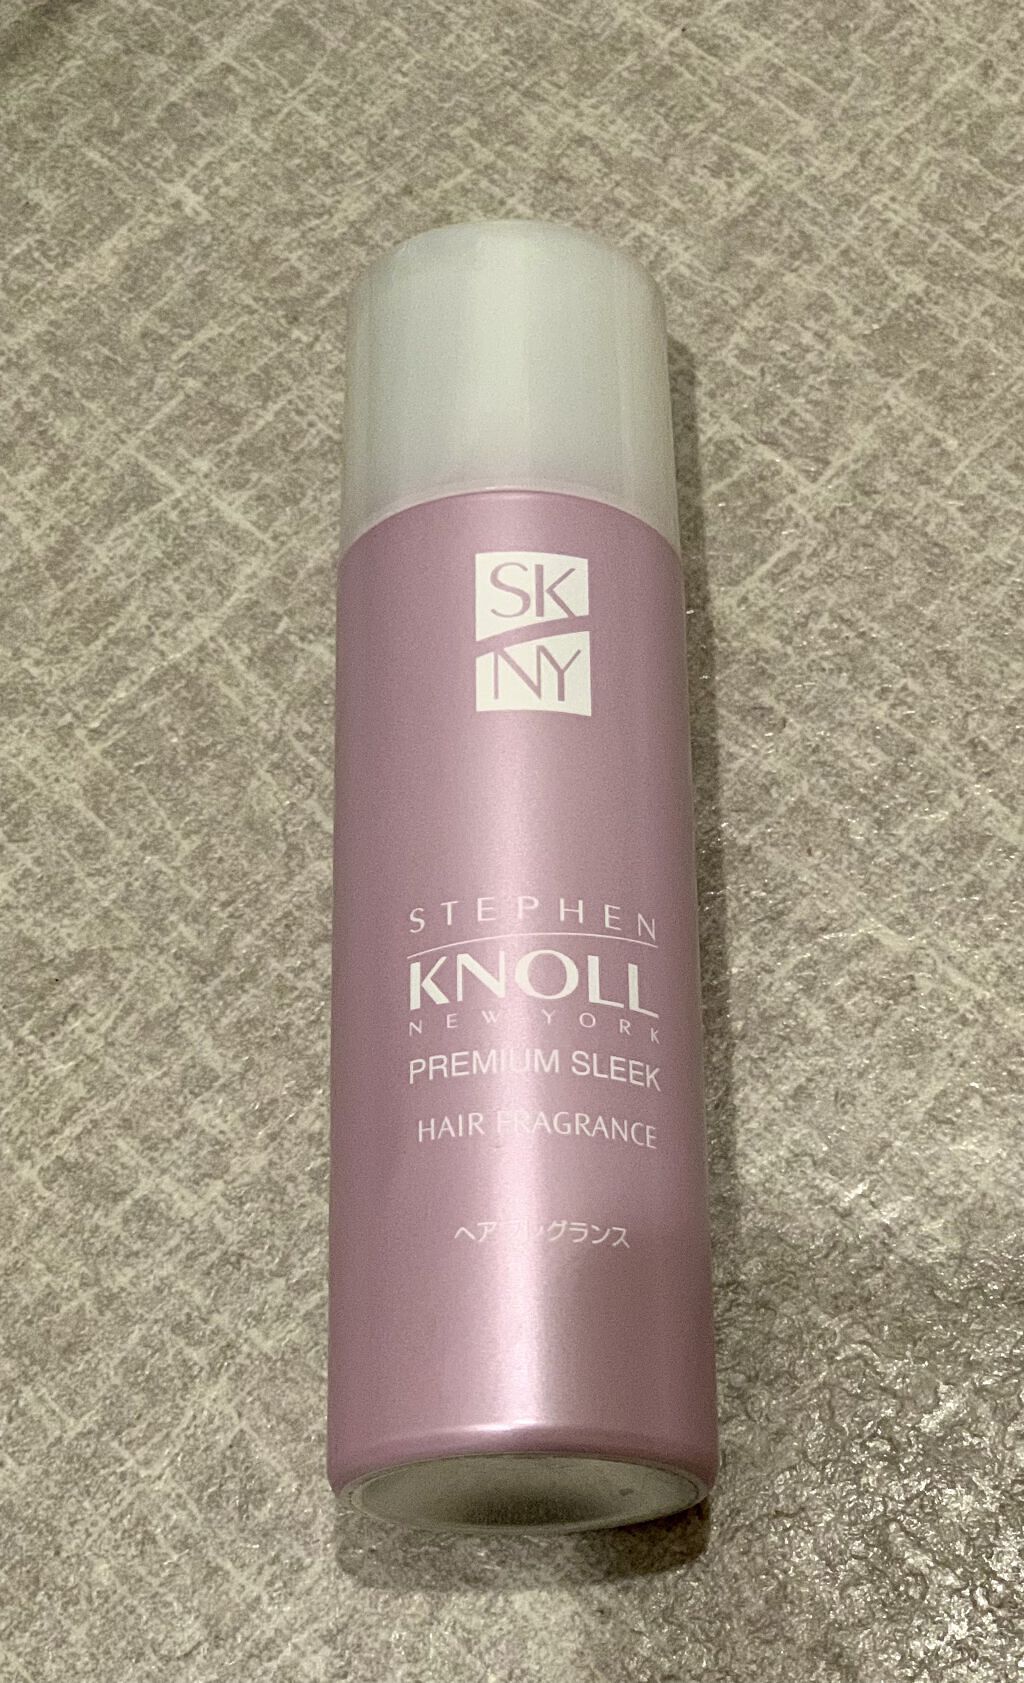 SK
NY
STEPHEN
KNOLL
NEW YORK
PREMIUM SLEEK
HAIR FRAGRANCE
ヘアフレグランス